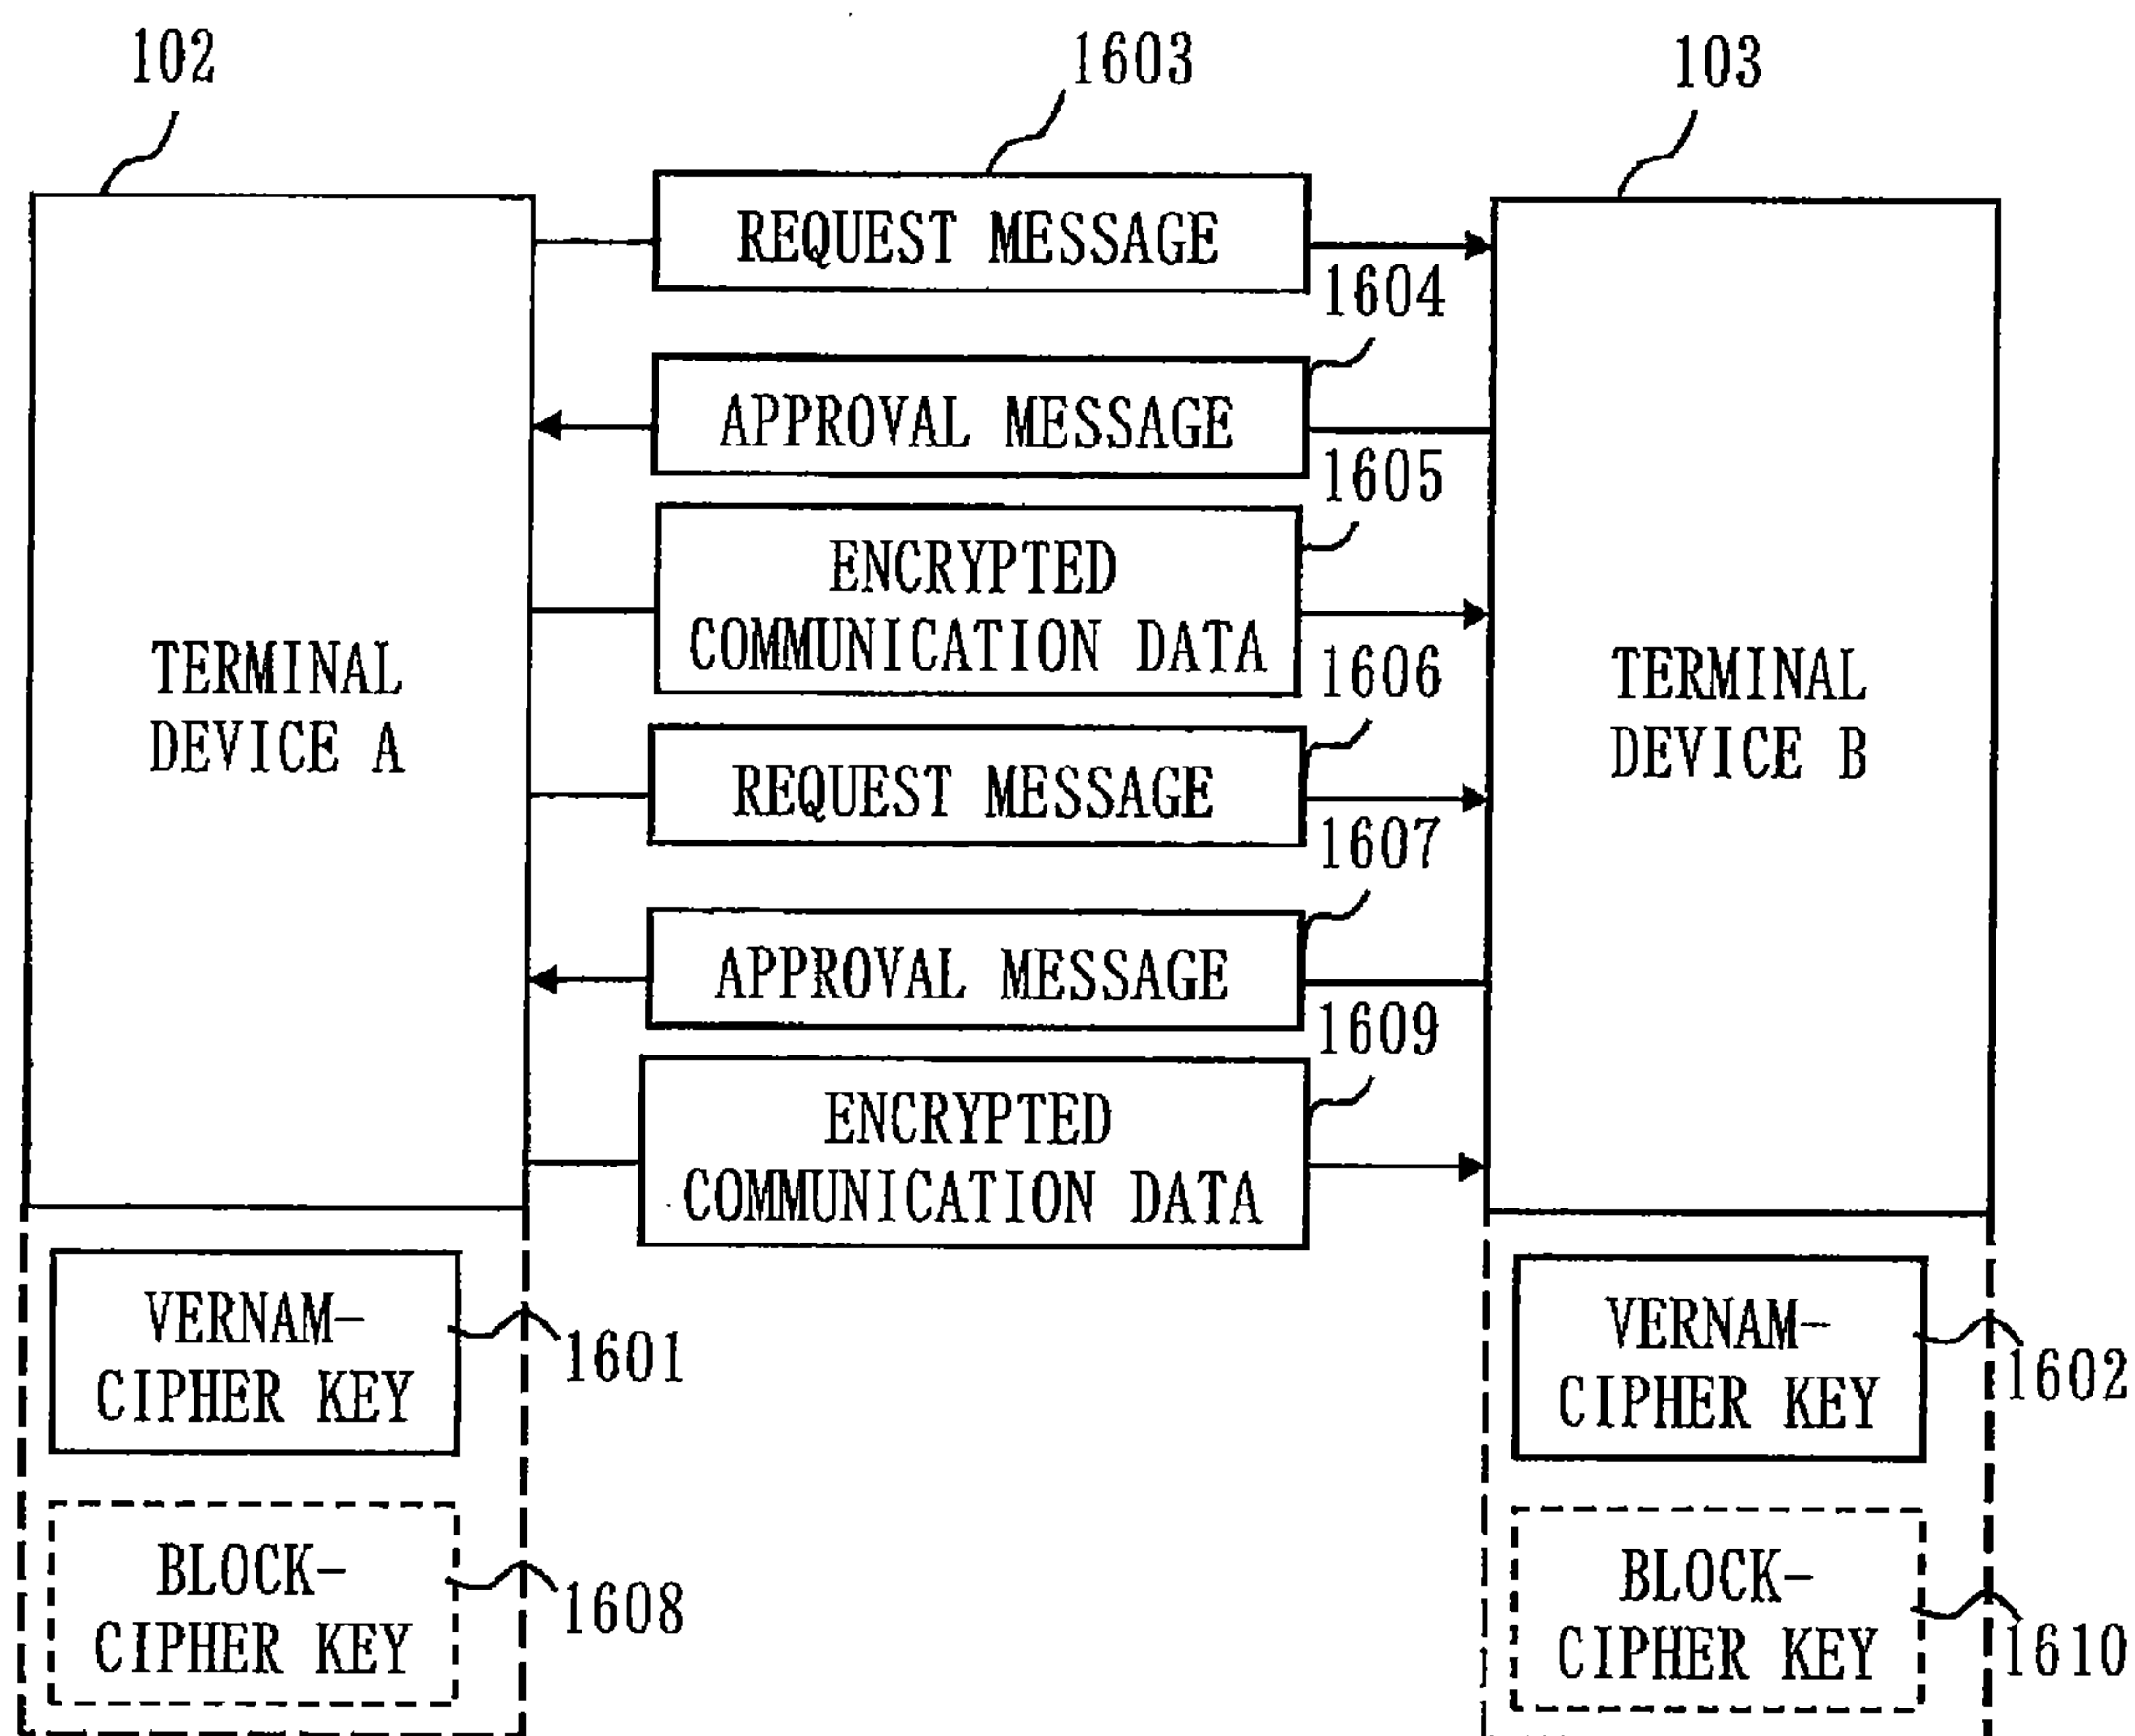 102
1603
103
REQUEST MESSAGE
1604
APPROVAL MESSAGE
1605
ENCRYPTED
COMMUNICATION DATA
TERMINAL
DEVICE A
TERMINAL
DEVICE B
1606
REQUEST MESSAGE
1607
APPROVAL MESSAGE
1609
ENCRYPTED
COMMUNICATION DATA
VERNAM-
CIPHER KEY
1601
VERNAM-
CIPHER KEY
1602
BLOCK-
CIPHER KEY
1608
BLOCK-
CIPHER KEY
1610